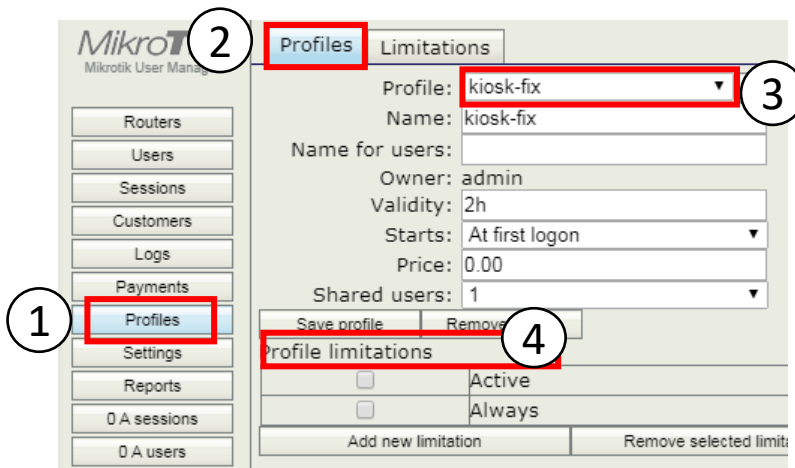 MikroT
Mikrotik User Manag
Routers
Users
Sessions
Customers
Logs
Payments
Profiles
Settings
Reports
0 A sessions
0 A users
1
2
Profiles Limitations
3
Profile: kiosk-fix
Name: kiosk-fix
Name for users:
Owner: admin
Validity: 2h
Starts: At first logon
Price: 0.00
Shared users: 1
Save profile Remove
4
Profile limitations
Active
Always
Add new limitation Remove selected limita